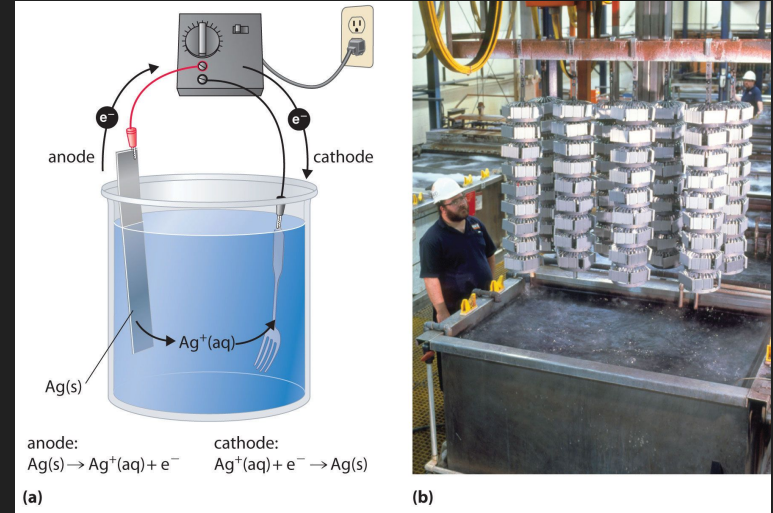 e⁻
e⁻
anode
cathode
Ag⁺(aq)
Ag(s)
anode:
Ag(s) → Ag⁺(aq) + e⁻
cathode:
Ag⁺(aq) + e⁻ → Ag(s)
(a)
(b)